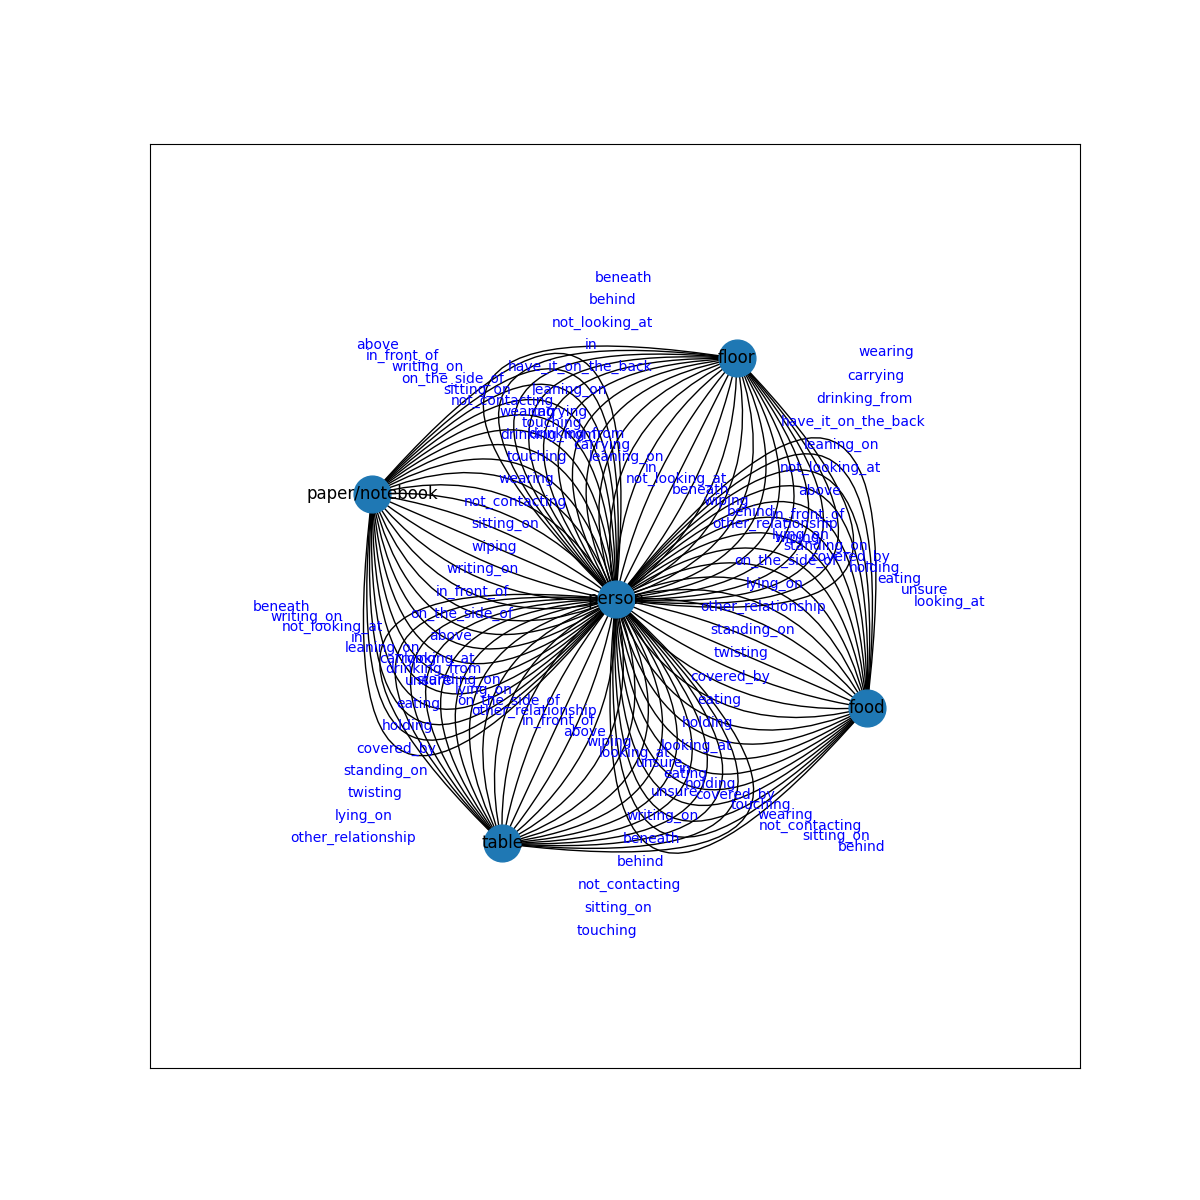 beneath
behind
not_looking_at
in
above
in_front_of
writing_on
on_the_side_of
sitting_on
not_contacting
have_it_on_the_back
leaning_on
wearing
carrying
touching
drinking_from
drinking_from
carrying
touching
leaning_on
in
wearing
not_looking_at
beneath
not_contacting
wiping
behind
sitting_on
other_relationship
wiping
lying_on
standing_on
covered_by
holding
eating
unsure
looking_at
floor
wearing
carrying
drinking_from
have_it_on_the_back
leaning_on
not_looking_at
above
in_front_of
wiping
on_the_side_of
lying_on
other_relationship
standing_on
twisting
covered_by
eating
holding
looking_at
unsure
paper/notebook
writing_on
in_front_of
on_the_side_of
above
perso
beneath
writing_on
not_looking_at
in
leaning_on
carrying
drinking_from
looking_at
unsure
standing_on
lying_on
on_the_side_of
other_relationship
in_front_of
above
wiping
looking_at
unsure
eating
holding
covered_by
touching
wearing
not_contacting
sitting_on
behind
eating
holding
covered_by
standing_on
twisting
lying_on
other_relationship
food
in
writing_on
beneath
behind
not_contacting
sitting_on
touching
table